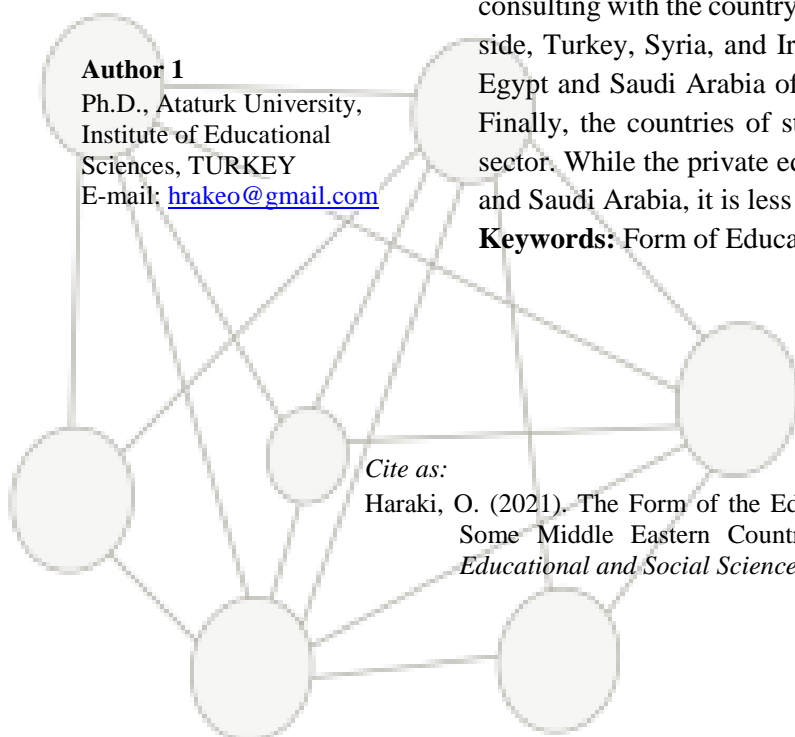 consulting with the country
side, Turkey, Syria, and Ir
Egypt and Saudi Arabia of
Finally, the countries of st
sector. While the private ed
and Saudi Arabia, it is less
Keywords: Form of Educa
Author 1
Ph.D., Ataturk University,
Institute of Educational
Sciences, TURKEY
E-mail: hrakeo@gmail.com
Cite as:
Haraki, O. (2021). The Form of the Ed
Some Middle Eastern Countr
Educational and Social Science